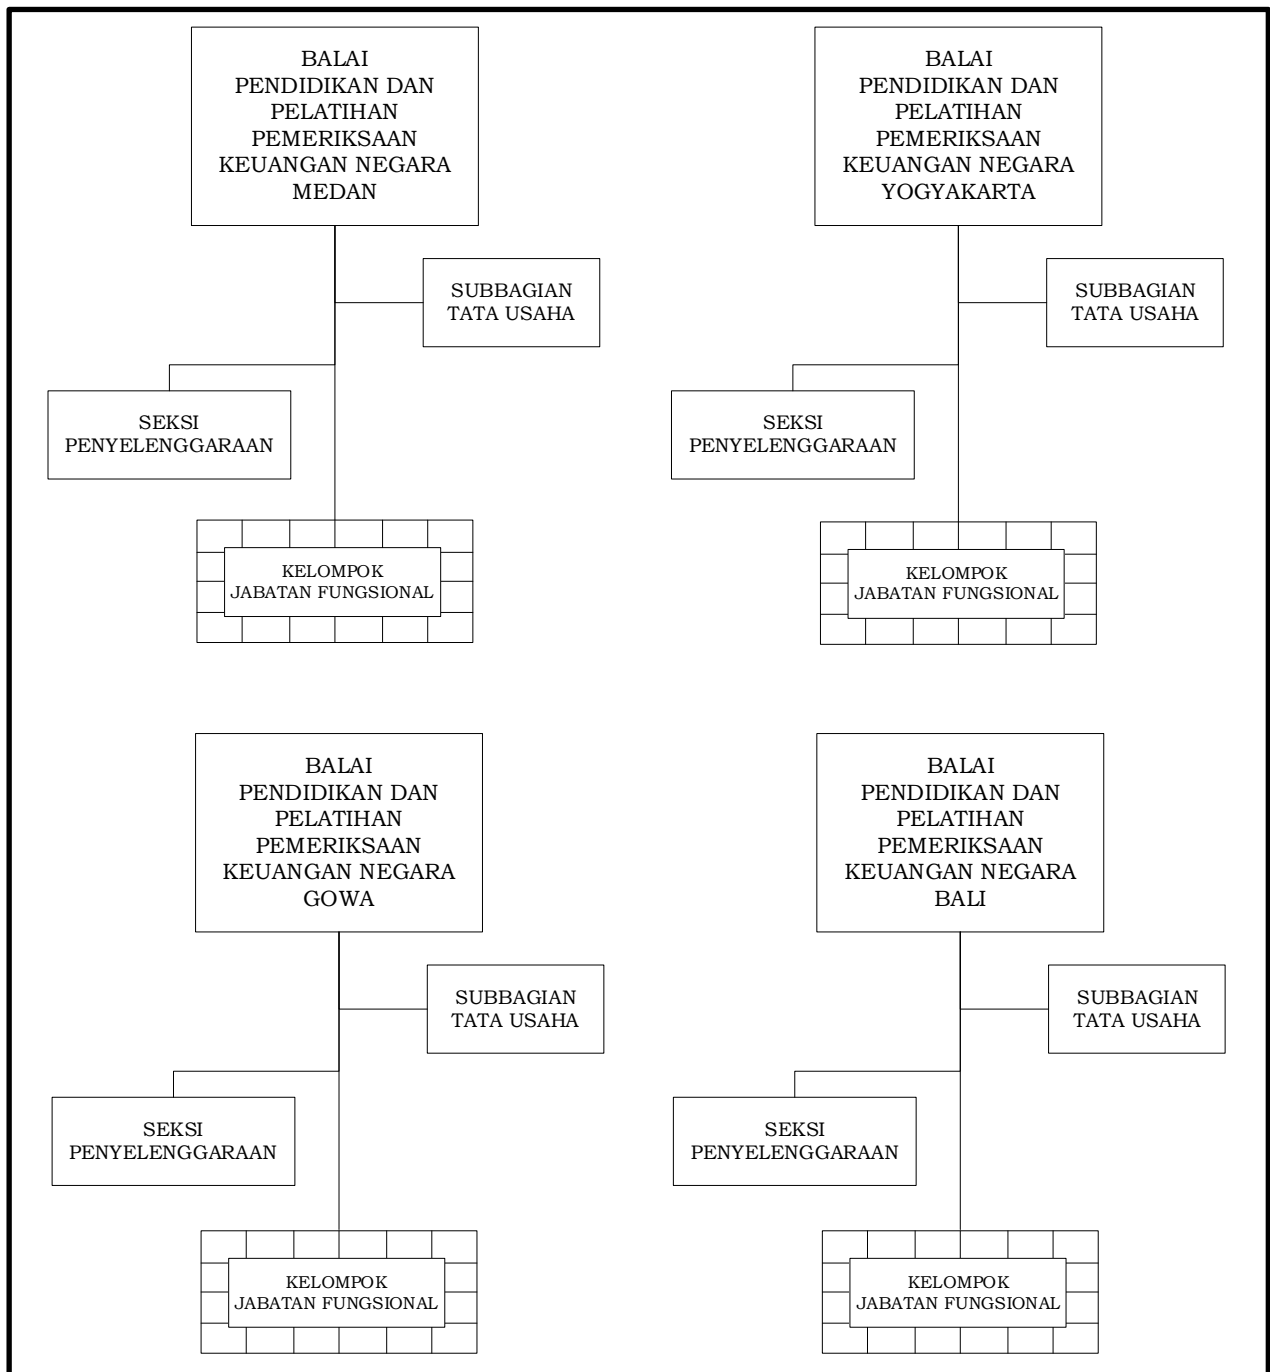 BALAI
PENDIDIKAN DAN
PELATIHAN
PEMERIKSAAN
KEUANGAN NEGARA
MEDAN
SUBBAGIAN
TATA USAHA
SEKSI
PENYELENGGARAAN
KELOMPOK
JABATAN FUNGSIONAL
BALAI
PENDIDIKAN DAN
PELATIHAN
PEMERIKSAAN
KEUANGAN NEGARA
YOGYAKARTA
SUBBAGIAN
TATA USAHA
SEKSI
PENYELENGGARAAN
KELOMPOK
JABATAN FUNGSIONAL
BALAI
PENDIDIKAN DAN
PELATIHAN
PEMERIKSAAN
KEUANGAN NEGARA
GOWA
SUBBAGIAN
TATA USAHA
SEKSI
PENYELENGGARAAN
KELOMPOK
JABATAN FUNGSIONAL
BALAI
PENDIDIKAN DAN
PELATIHAN
PEMERIKSAAN
KEUANGAN NEGARA
BALI
SUBBAGIAN
TATA USAHA
SEKSI
PENYELENGGARAAN
KELOMPOK
JABATAN FUNGSIONAL